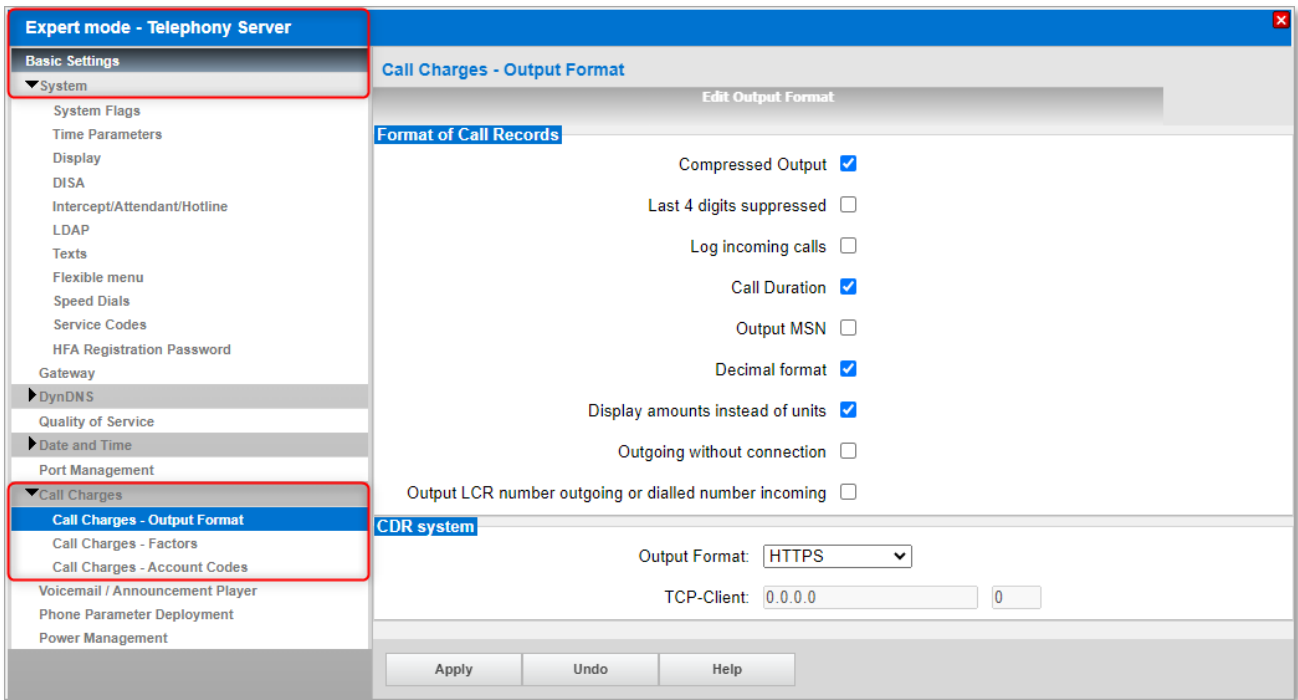 Expert mode - Telephony Server
Basic Settings
System
System Flags
Time Parameters
Display
DISA
Intercept/Attendant/Hotline
LDAP
Texts
Flexible menu
Speed Dials
Service Codes
HFA Registration Password
Gateway
DynDNS
Quality of Service
Date and Time
Port Management
Call Charges
Call Charges - Output Format
Call Charges - Factors
Call Charges - Account Codes
Voicemail / Announcement Player
Phone Parameter Deployment
Power Management
Call Charges - Output Format
Edit Output Format
Format of Call Records
Compressed Output
Last 4 digits suppressed
Log incoming calls
Call Duration
Output MSN
Decimal format
Display amounts instead of units
Outgoing without connection
Output LCR number outgoing or dialled number incoming
CDR system
Output Format: HTTPS
TCP-Client: 0.0.0.0 0
Apply Undo Help